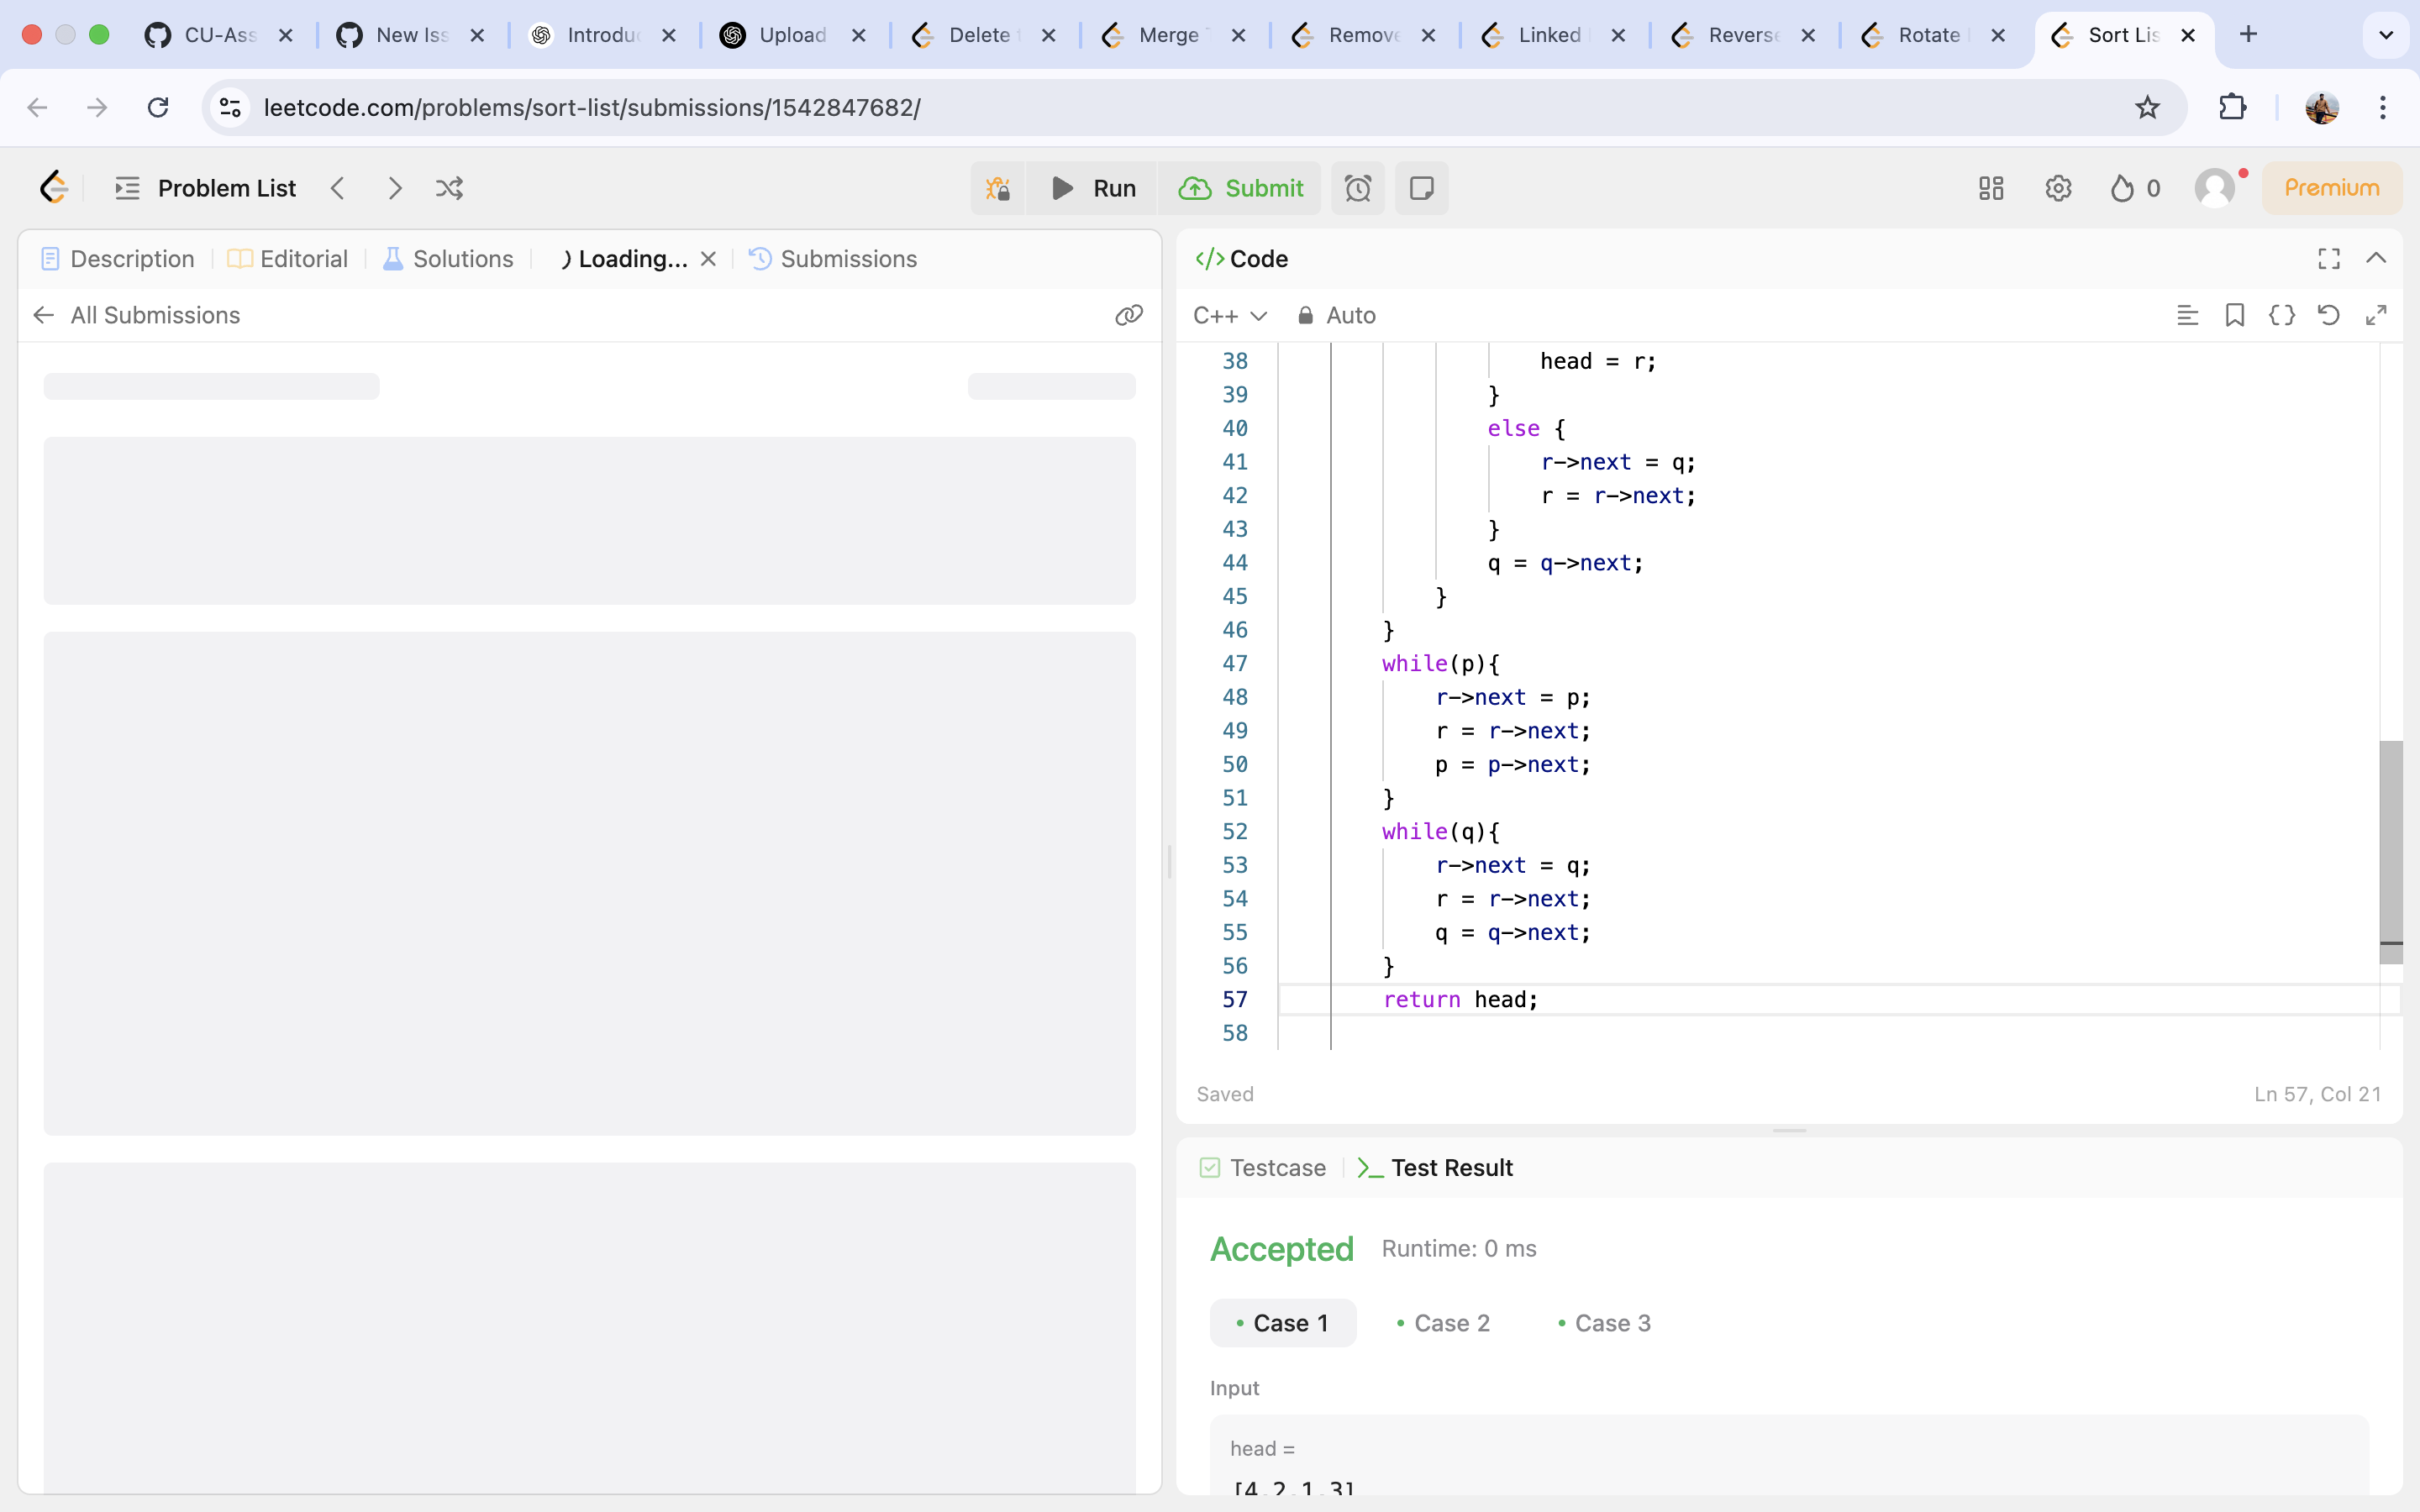 CU-Ass
New Iss
Introdu
Upload
Delete
Merge
Remove
Linked
Reverse
Rotate
Sort Lis
leetcode.com/problems/sort-list/submissions/1542847682/
Problem List
Run
Submit
0
Premium
Description
Editorial
Solutions
Loading...
Submissions
All Submissions
</> Code
C++
Auto
38 head = r;
39 }
40 else {
41 r->next = q;
42 r = r->next;
43 }
44 q = q->next;
45 }
46 }
47 while(p){
48 r->next = p;
49 r = r->next;
50 p = p->next;
51 }
52 while(q){
53 r->next = q;
54 r = r->next;
55 q = q->next;
56 }
57 return head;
58
Saved
Ln 57, Col 21
Testcase
>_ Test Result
Accepted
Runtime: 0 ms
Case 1
Case 2
Case 3
Input
head =
[4,2,1,3]